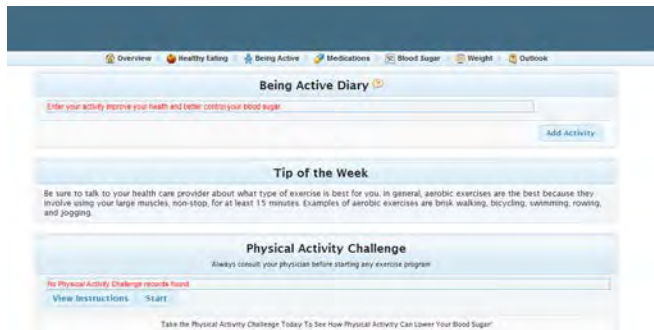 Overview Healthy Eating Being Active Medications Blood Sugar Weight Outlook
Being Active Diary
Enter your activity improve your health and better control your blood sugar.
Add Activity
Tip of the Week
Be sure to talk to your health care provider about what type of exercise is best for you. In general, aerobic exercises are the best because they
involve using your large muscles, non-stop, for at least 15 minutes. Examples of aerobic exercises are brisk walking, bicycling, swimming, rowing,
and jogging.
Physical Activity Challenge
Always consult your physician before starting any exercise program
No Physical Activity Challenge records found.
View Instructions Start
Take the Physical Activity Challenge Today To See How Physical Activity Can Lower Your Blood Sugar!